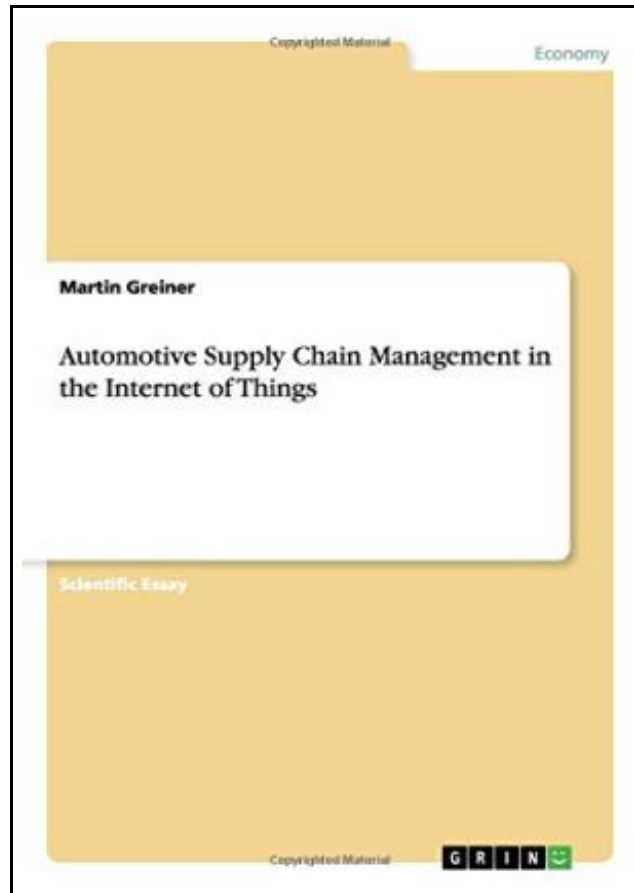 Copyrighted Material
Economy
Martin Greiner
Automotive Supply Chain Management in
the Internet of Things
Scientific Essay
Copyrighted Material
GRIN